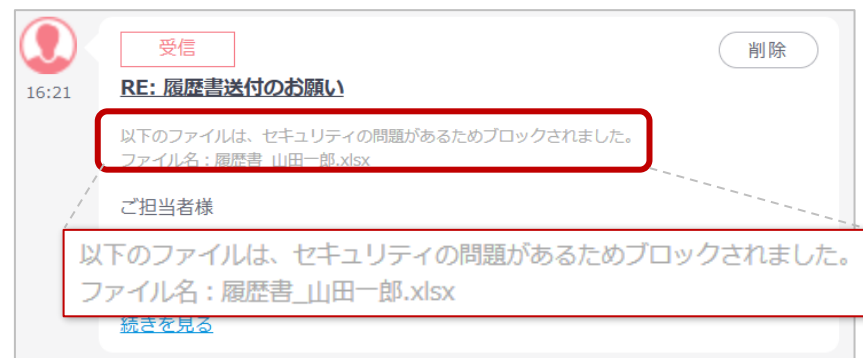 受信
削除
16:21
RE: 履歴書送付のお願い
以下のファイルは、セキュリティの問題があるためブロックされました。
ファイル名：履歴書_山田一郎.xlsx
ご担当者様
以下のファイルは、セキュリティの問題があるためブロックされました。
ファイル名：履歴書_山田一郎.xlsx
続きを見る